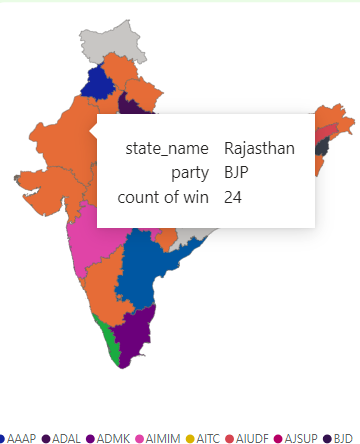 state_name Rajasthan
party BJP
count of win 24
AAAP ADAL ADMK AIMIM AITC AIUDF AJSUP BJD